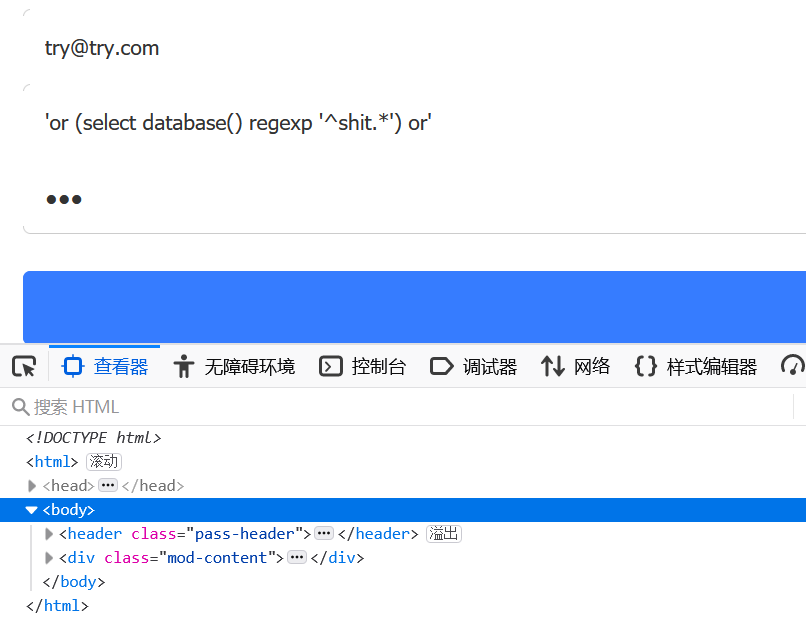 try@try.com
'or (select database() regexp '^shit.*') or'
•••
查看器 无障碍环境 控制台 调试器 网络 样式编辑器
搜索 HTML
<!DOCTYPE html>
<html> 滚动
<head> ••• </head>
<body>
<header class="pass-header"> ••• </header> 溢出
<div class="mod-content"> ••• </div>
</body>
</html>